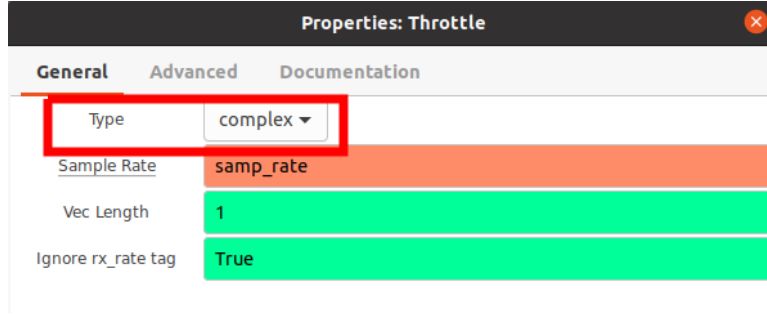 Properties: Throttle
General Advanced Documentation
Type complex
Sample Rate samp_rate
Vec Length 1
Ignore rx_rate tag True